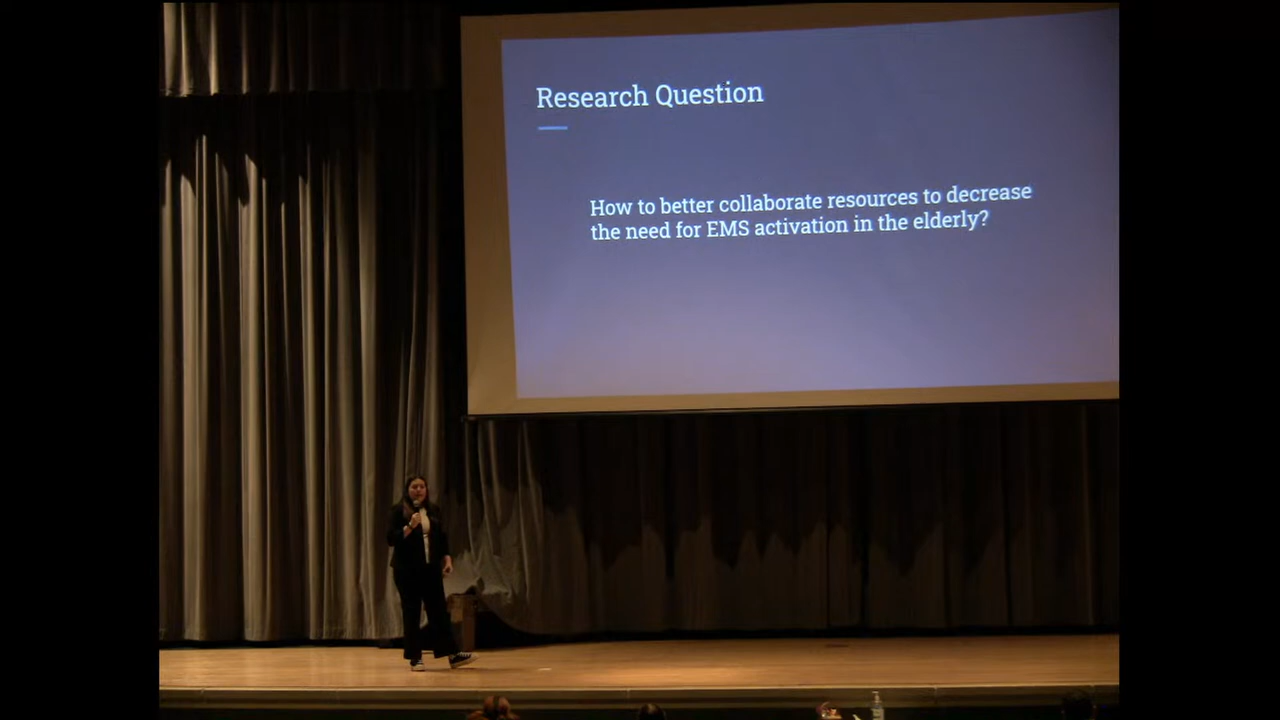 Research Question
How to better collaborate resources to decrease
the need for EMS activation in the elderly?